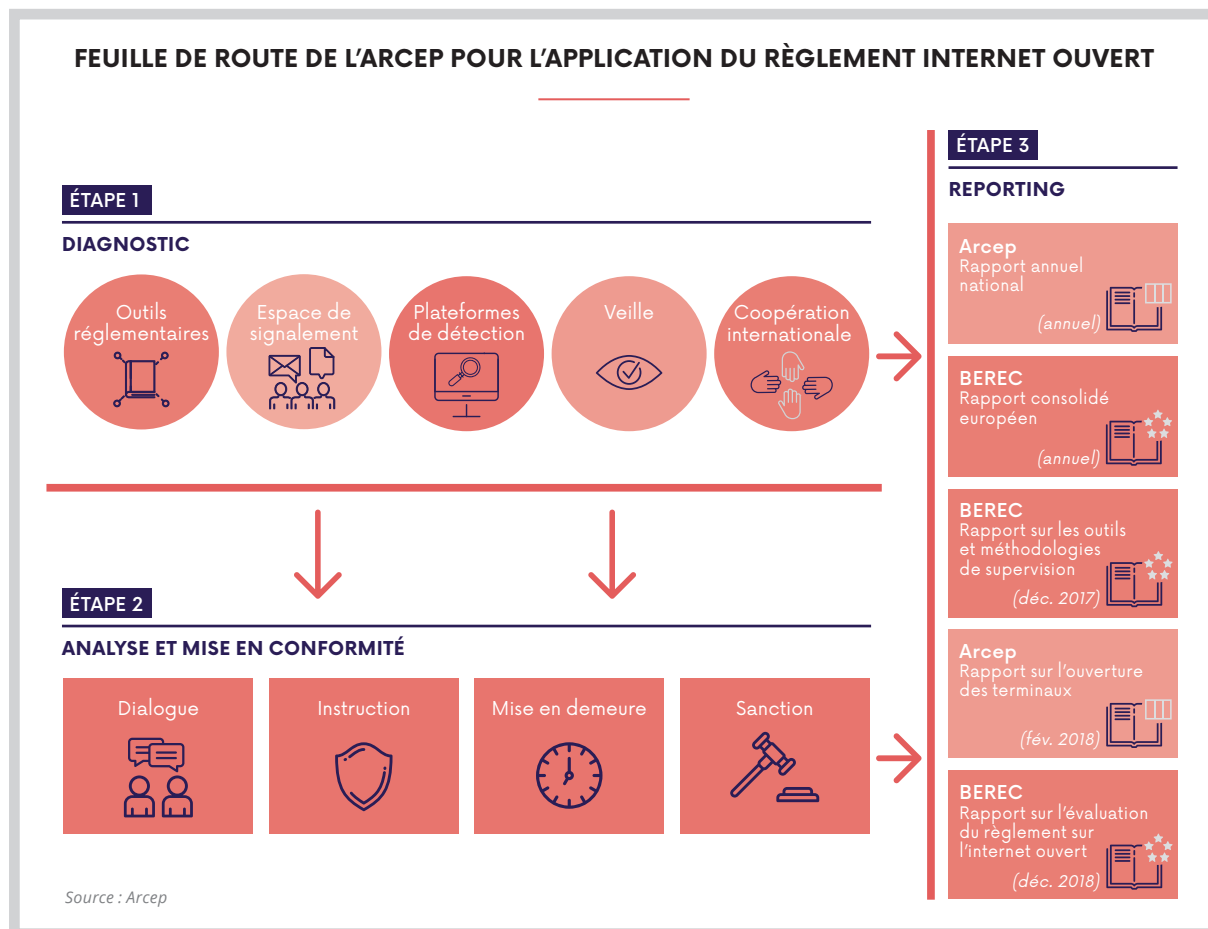 FEUILLE DE ROUTE DE L'ARCEP POUR L'APPLICATION DU RÈGLEMENT INTERNET OUVERT
ÉTAPE 1
DIAGNOSTIC
Outils
réglementaires
Espace de
signalement
Plateformes
de détection
Veille
Coopération
internationale
ÉTAPE 2
ANALYSE ET MISE EN CONFORMITÉ
Dialogue
Instruction
Mise en demeure
Sanction
ÉTAPE 3
REPORTING
Arcep
Rapport annuel
national
(annuel)
BEREC
Rapport consolidé
européen
(annuel)
BEREC
Rapport sur les outils
et méthodologies
de supervision
(déc. 2017)
Arcep
Rapport sur l'ouverture
des terminaux
(fév. 2018)
BEREC
Rapport sur l'évaluation
du règlement sur
l'internet ouvert
(déc. 2018)
Source : Arcep